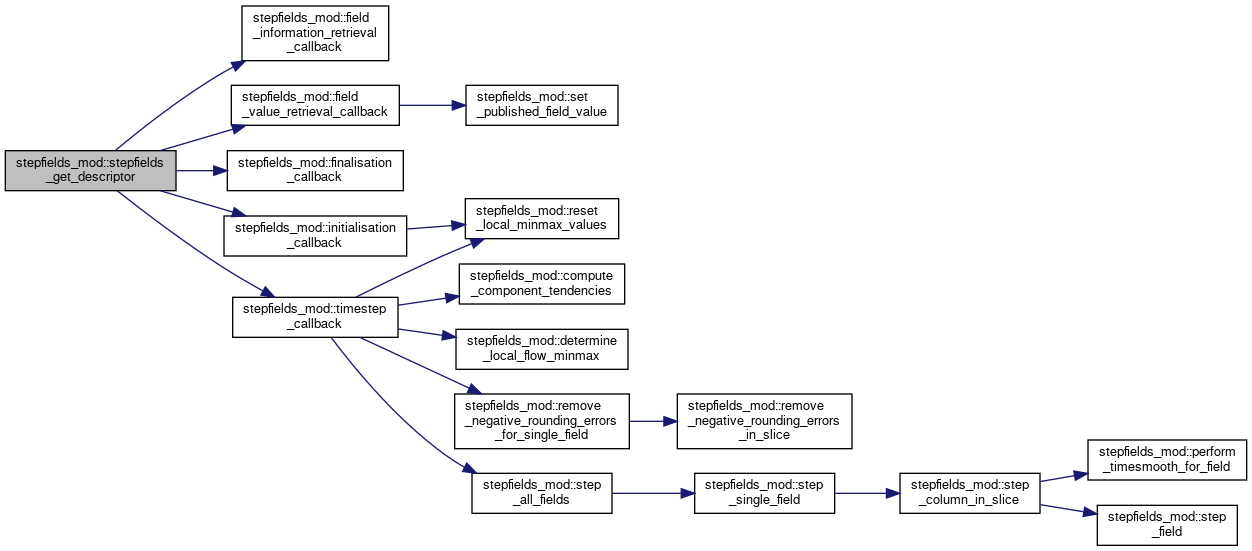 stepfields_mod::stepfields
_get_descriptor
stepfields_mod::field
_information_retrieval
_callback
stepfields_mod::field
_value_retrieval_callback
stepfields_mod::set
_published_field_value
stepfields_mod::finalisation
_callback
stepfields_mod::initialisation
_callback
stepfields_mod::reset
_local_minmax_values
stepfields_mod::timestep
_callback
stepfields_mod::compute
_component_tendencies
stepfields_mod::determine
_local_flow_minmax
stepfields_mod::remove
_negative_rounding_errors
_for_single_field
stepfields_mod::remove
_negative_rounding_errors
_in_slice
stepfields_mod::step
_all_fields
stepfields_mod::step
_single_field
stepfields_mod::step
_column_in_slice
stepfields_mod::perform
_timesmooth_for_field
stepfields_mod::step
_field